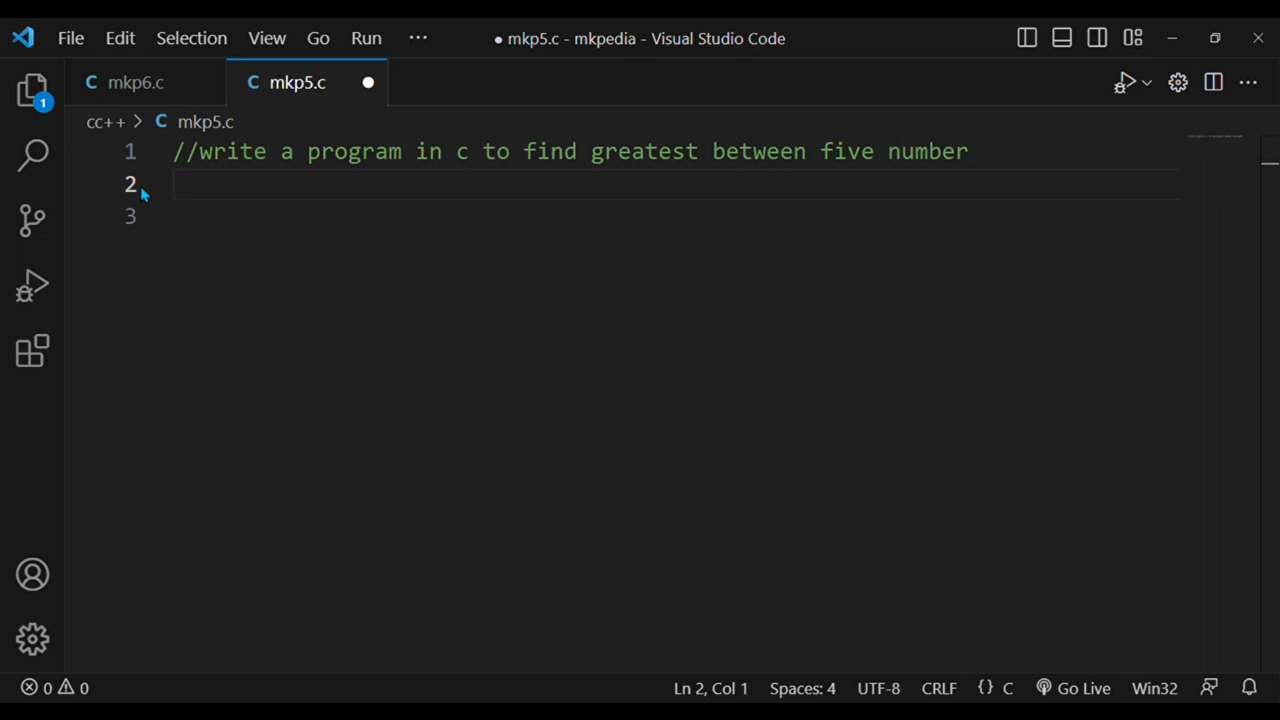 File Edit Selection View Go Run ··· ● mkp5.c - mkpedia - Visual Studio Code
C mkp6.c C mkp5.c ●
1
cc++ > C mkp5.c
1 //write a program in c to find greatest between five number
2
3
0 0 Ln 2, Col 1 Spaces: 4 UTF-8 CRLF {} C Go Live Win32